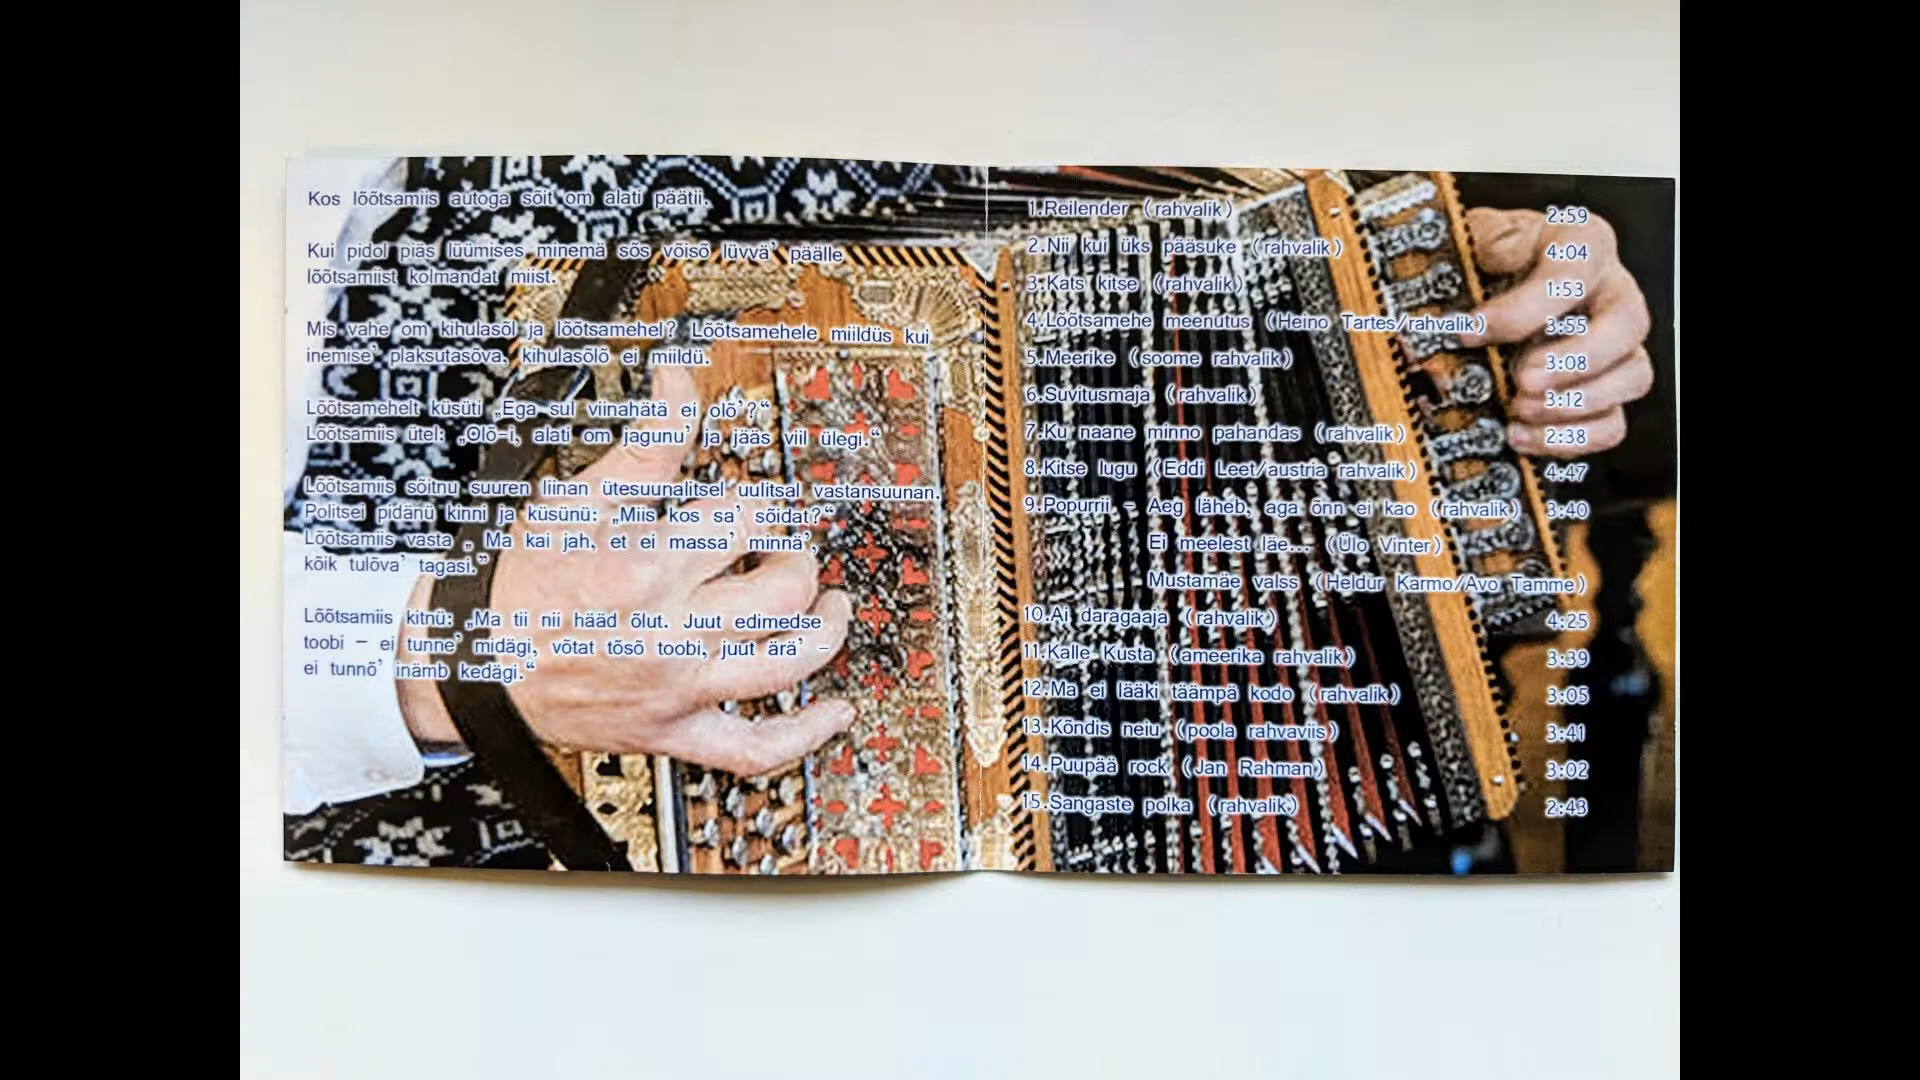 Kos lõõtsamiis autoga sõit om alati päätii.
Kui pidol piäs lüümises minemä sõs võisõ lüvvä’ päälle
lõõtsamiist kolmandat miist.
Mis vahe om kihulasõl ja lõõtsamehel? Lõõtsamehele miildüs kui
inemise’ plaksutasõva, kihulasõlõ ei miildü.
Lõõtsamehelt küsüti „Ega sul viinahätä ei olõ’?“
Lõõtsamiis ütel: „Olõ-i, alati om jagunu’ ja jääs viil ülegi.“
Lõõtsamiis sõitnu suuren liinan ütesuunalitsel uulitsal vastansuunan.
Politsei pidänü kinni ja küsünü: „Miis kos sa’ sõidat?“
Lõõtsamiis vasta „ Ma kai jah, et ei massa’ minnä’,
kõik tulõva’ tagasi.”
Lõõtsamiis kitnü: „Ma tii nii hääd õlut. Juut edimedse
toobi – ei tunne’ midägi, võtat tõsõ toobi, juut ärä’ –
ei tunnõ’ inämb kedägi.“
1.Reilender (rahvalik) 2:59
2.Nii kui üks pääsuke (rahvalik) 4:04
3.Kats kitse (rahvalik) 1:53
4.Lõõtsamehe meenutus (Heino Tartes/rahvalik) 3:55
5.Meerike (soome rahvalik) 3:08
6.Suvitusmaja (rahvalik) 3:12
7.Ku naane minno pahandas (rahvalik) 2:38
8.Kitse lugu (Eddi Leet/austria rahvalik) 4:47
9.Popurrii - Aeg läheb, aga õnn ei kao (rahvalik) 3:40
Ei meelest läe... (Ülo Vinter)
Mustamäe valss (Heldur Karmo/Avo Tamme)
10.Ai daragaaja (rahvalik) 4:25
11.Kalle Kusta (ameerika rahvalik) 3:39
12.Ma ei lääki täämpä kodo (rahvalik) 3:05
13.Kõndis neiu (poola rahvaviis) 3:41
14.Puupää rock (Jan Rahman) 3:02
15.Sangaste polka (rahvalik) 2:43